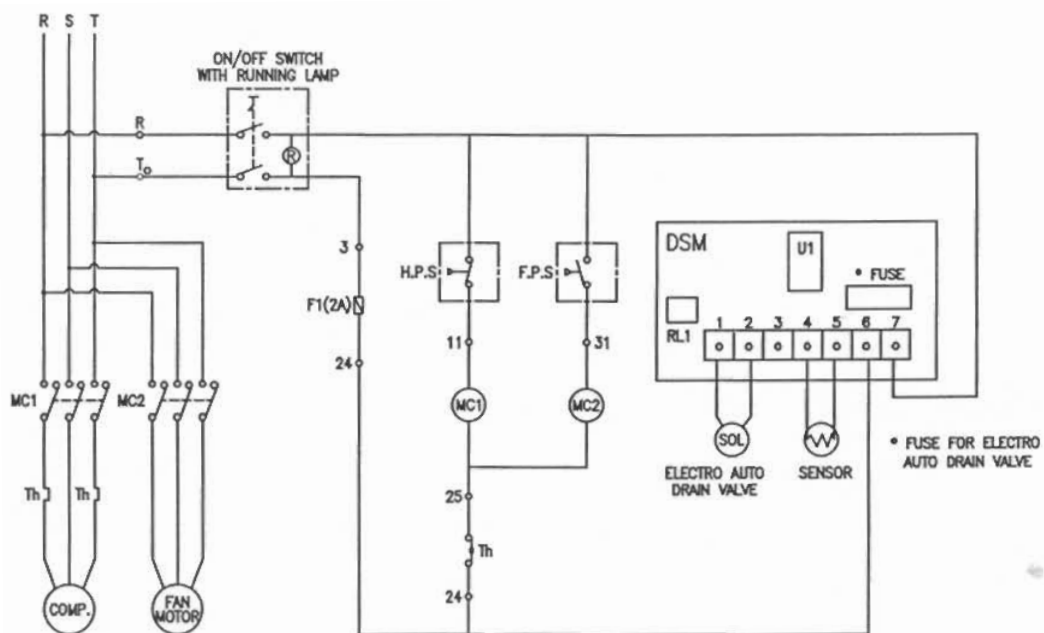 R S T
ON/OFF SWITCH
WITH RUNNING LAMP
R
R
T
3
H.P.S
F.P.S
DSM
U1
• FUSE
F1(2A)
RL1
1 2 3 4 5 6 7
11
31
24
MC1
MC2
MC1
MC2
SOL
ELECTRO AUTO
DRAIN VALVE
SENSOR
• FUSE FOR ELECTRO
AUTO DRAIN VALVE
Th
Th
25
Th
24
COMP.
FAN
MOTOR